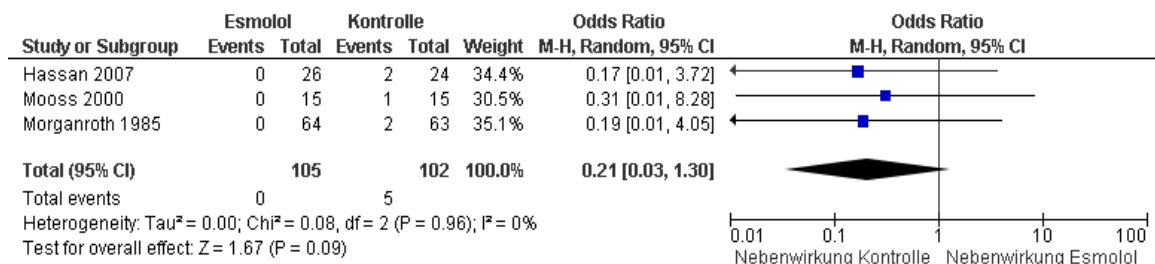 Esmolol Kontrolle Odds Ratio Odds Ratio
Study or Subgroup Events Total Events Total Weight M-H, Random, 95% CI M-H, Random, 95% CI
Hassan 2007 0 26 2 24 34.4% 0.17 [0.01, 3.72]
Mooss 2000 0 15 1 15 30.5% 0.31 [0.01, 8.28]
Morganroth 1985 0 64 2 63 35.1% 0.19 [0.01, 4.05]
Total (95% CI) 105 102 100.0% 0.21 [0.03, 1.30]
Total events 0 5
Heterogeneity: Tau² = 0.00; Chi² = 0.08, df = 2 (P = 0.96); I² = 0%
Test for overall effect: Z = 1.67 (P = 0.09)
0.01 0.1 1 10 100
Nebenwirkung Kontrolle Nebenwirkung Esmolol